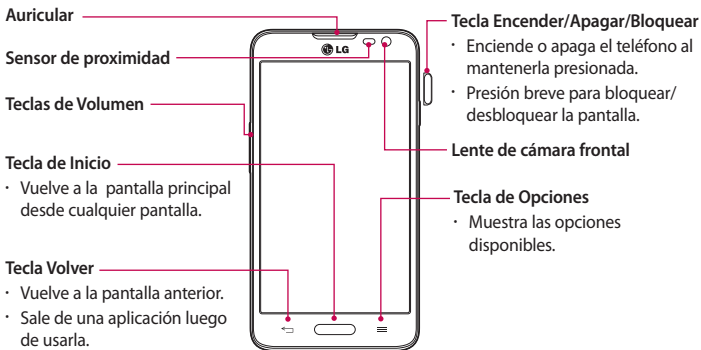 Auricular
Sensor de proximidad
Teclas de Volumen
Tecla de Inicio
· Vuelve a la pantalla principal
desde cualquier pantalla.
Tecla Volver
· Vuelve a la pantalla anterior.
· Sale de una aplicación luego
de usarla.
LG
Tecla Encender/Apagar/Bloquear
· Enciende o apaga el teléfono al
mantenerla presionada.
· Presión breve para bloquear/
desbloquear la pantalla.
Lente de cámara frontal
Tecla de Opciones
· Muestra las opciones
disponibles.